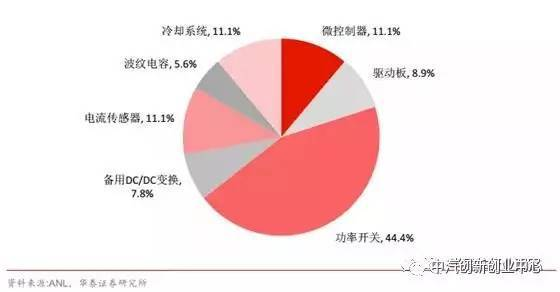 冷却系统, 11.1%
微控制器, 11.1%
波纹电容, 5.6%
驱动板, 8.9%
电流传感器, 11.1%
备用DC/DC变换,
7.8%
功率开关, 44.4%
资料来源:ANL、华泰证券研究所
中汽创新创业中心